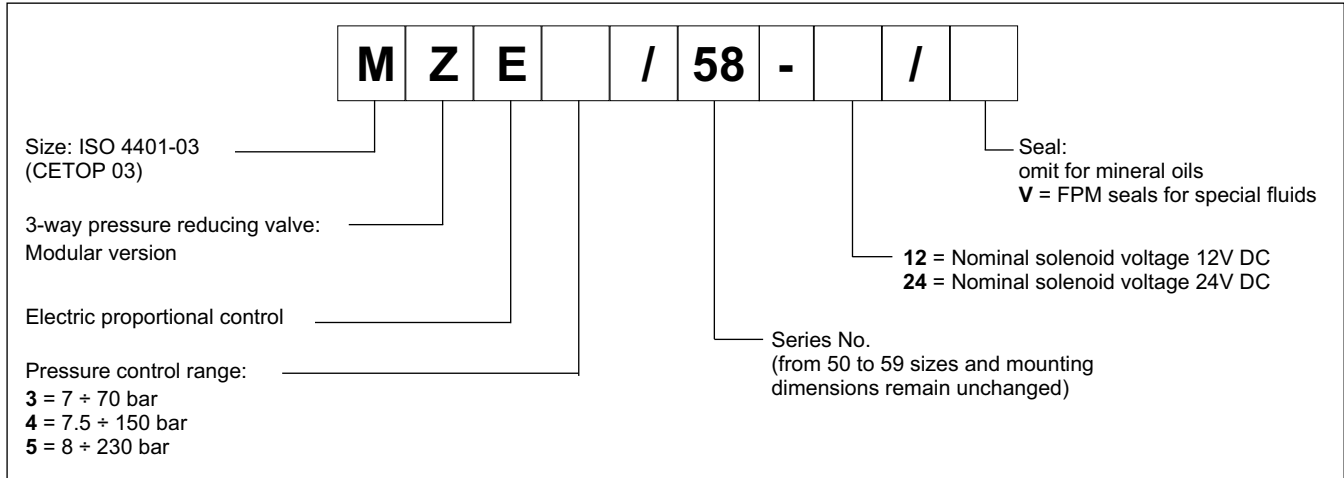 M Z E / 58 - /
Size: ISO 4401-03
(CETOP 03)
3-way pressure reducing valve:
Modular version
Electric proportional control
Pressure control range:
3 = 7 ÷ 70 bar
4 = 7.5 ÷ 150 bar
5 = 8 ÷ 230 bar
Seal:
omit for mineral oils
V = FPM seals for special fluids
12 = Nominal solenoid voltage 12V DC
24 = Nominal solenoid voltage 24V DC
Series No.
(from 50 to 59 sizes and mounting
dimensions remain unchanged)